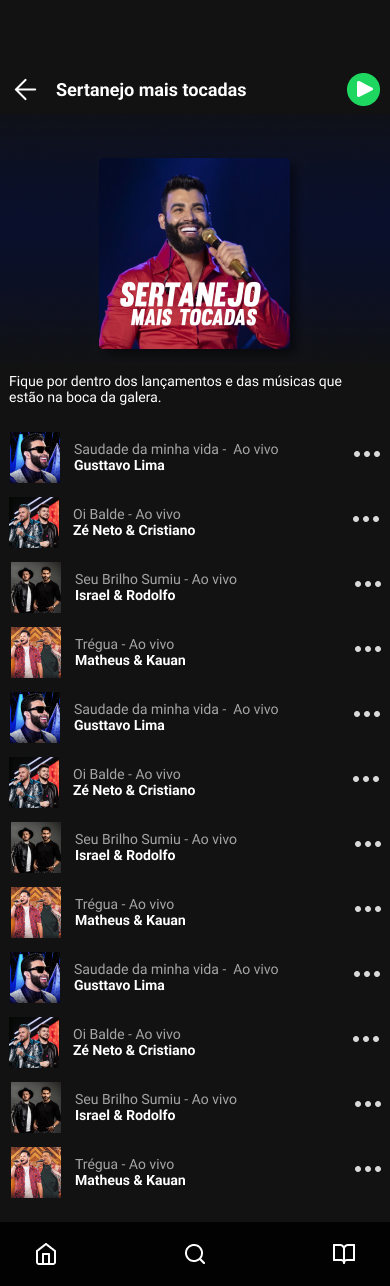 Sertanejo mais tocadas
SERTANEJO
MAIS TOCADAS
Fique por dentro dos lançamentos e das músicas que
estão na boca da galera.
Saudade da minha vida -  Ao vivo
Gusttavo Lima
Oi Balde - Ao vivo
Zé Neto & Cristiano
Seu Brilho Sumiu - Ao vivo
Israel & Rodolfo
Trégua - Ao vivo
Matheus & Kauan
Saudade da minha vida -  Ao vivo
Gusttavo Lima
Oi Balde - Ao vivo
Zé Neto & Cristiano
Seu Brilho Sumiu - Ao vivo
Israel & Rodolfo
Trégua - Ao vivo
Matheus & Kauan
Saudade da minha vida -  Ao vivo
Gusttavo Lima
Oi Balde - Ao vivo
Zé Neto & Cristiano
Seu Brilho Sumiu - Ao vivo
Israel & Rodolfo
Trégua - Ao vivo
Matheus & Kauan